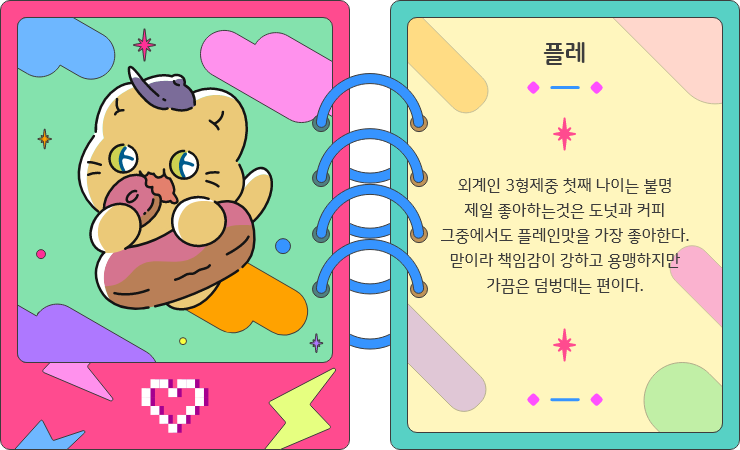 플레
외계인 3형제중 첫째 나이는 불명
제일 좋아하는것은 도넛과 커피
그중에서도 플레인맛을 가장 좋아한다.
맏이라 책임감이 강하고 용맹하지만
가끔은 덤벙대는 편이다.